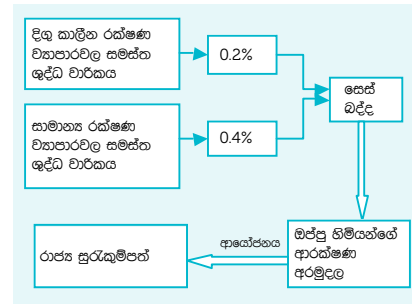 දිගු කාලීන රක්ෂණ
ව්‍යාපාරවල සමස්ත
ශුද්ධ වාරිකය
0.2%
සෙස්
බද්ද
සාමාන්‍ය රක්ෂණ
ව්‍යාපාරවල සමස්ත
ශුද්ධ වාරිකය
0.4%
ඔප්පු හිමියන්ගේ
ආරක්ෂණ
අරමුදල
ආයෝජනය
රාජ්‍ය සුරැකුම්පත්